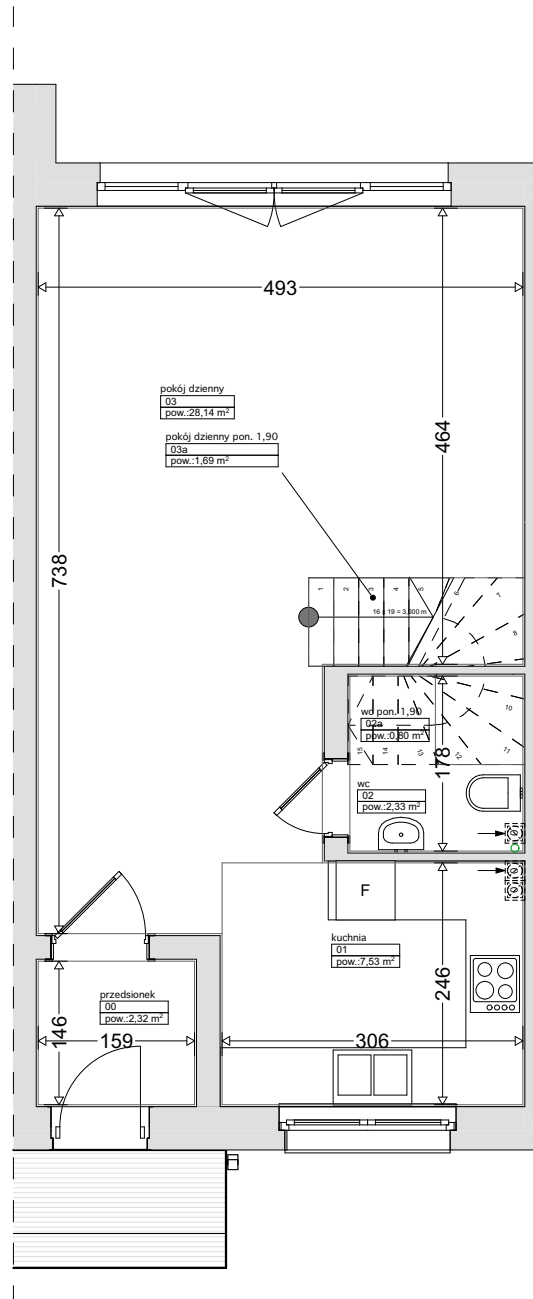 493
pokój dzienny
03
pow.:28,14 m²
pokój dzienny pon. 1,90
03a
pow.:1,69 m²
464
738
1
2
3
4
5
6
7
8
16 x 19 = 3,000 m
wc pon. 1,90
02a
pow.:0,80 m²
10
11
12
13
14
15
178
wc
02
pow.:2,33 m²
F
kuchnia
01
pow.:7,53 m²
246
przedsionek
00
pow.:2,32 m²
146
159
306